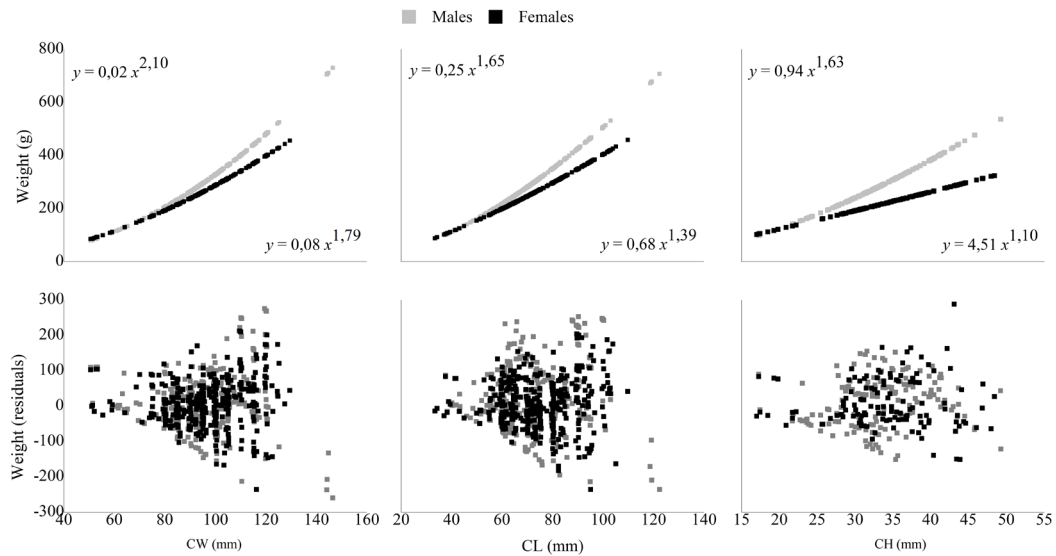 Males Females
800
600
400
200
0
Weight (g)
y = 0,02 x^2,10
y = 0,08 x^1,79
y = 0,25 x^1,65
y = 0,68 x^1,39
y = 0,94 x^1,63
y = 4,51 x^1,10
300
200
100
0
-100
-200
-300
Weight (residuals)
40 60 80 100 120 140 160
20 40 60 80 100 120 140
15 20 25 30 35 40 45 50 55
CW (mm)
CL (mm)
CH (mm)